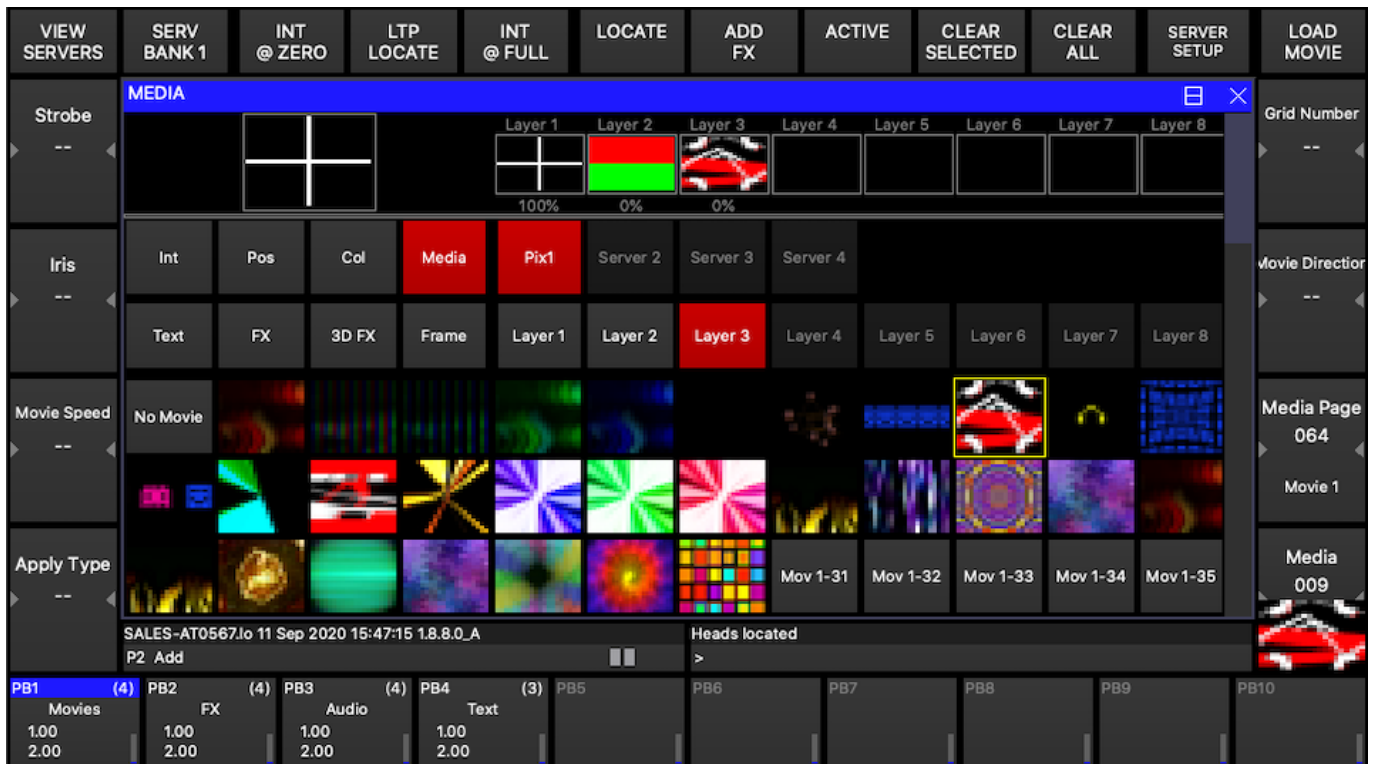 VIEW
SERVERS
SERV
BANK 1
INT
@ ZERO
LTP
LOCATE
INT
@ FULL
LOCATE
ADD
FX
ACTIVE
CLEAR
SELECTED
CLEAR
ALL
SERVER
SETUP
LOAD
MOVIE
Strobe
--
Iris
--
Movie Speed
--
Apply Type
--
MEDIA
Layer 1
Layer 2
Layer 3
Layer 4
Layer 5
Layer 6
Layer 7
Layer 8
100%
0%
0%
Int
Pos
Col
Media
Pix1
Server 2
Server 3
Server 4
Text
FX
3D FX
Frame
Layer 1
Layer 2
Layer 3
Layer 4
Layer 5
Layer 6
Layer 7
Layer 8
No Movie
Mov 1-31
Mov 1-32
Mov 1-33
Mov 1-34
Mov 1-35
Grid Number
--
Movie Direction
--
Media Page
064
Movie 1
Media
009
SALES-AT0567.lo 11 Sep 2020 15:47:15 1.8.8.0_A
P2 Add
Heads located
>
PB1 (4)
Movies
1.00
2.00
PB2 (4)
FX
1.00
2.00
PB3 (4)
Audio
1.00
2.00
PB4 (3)
Text
1.00
2.00
PB5
PB6
PB7
PB8
PB9
PB10